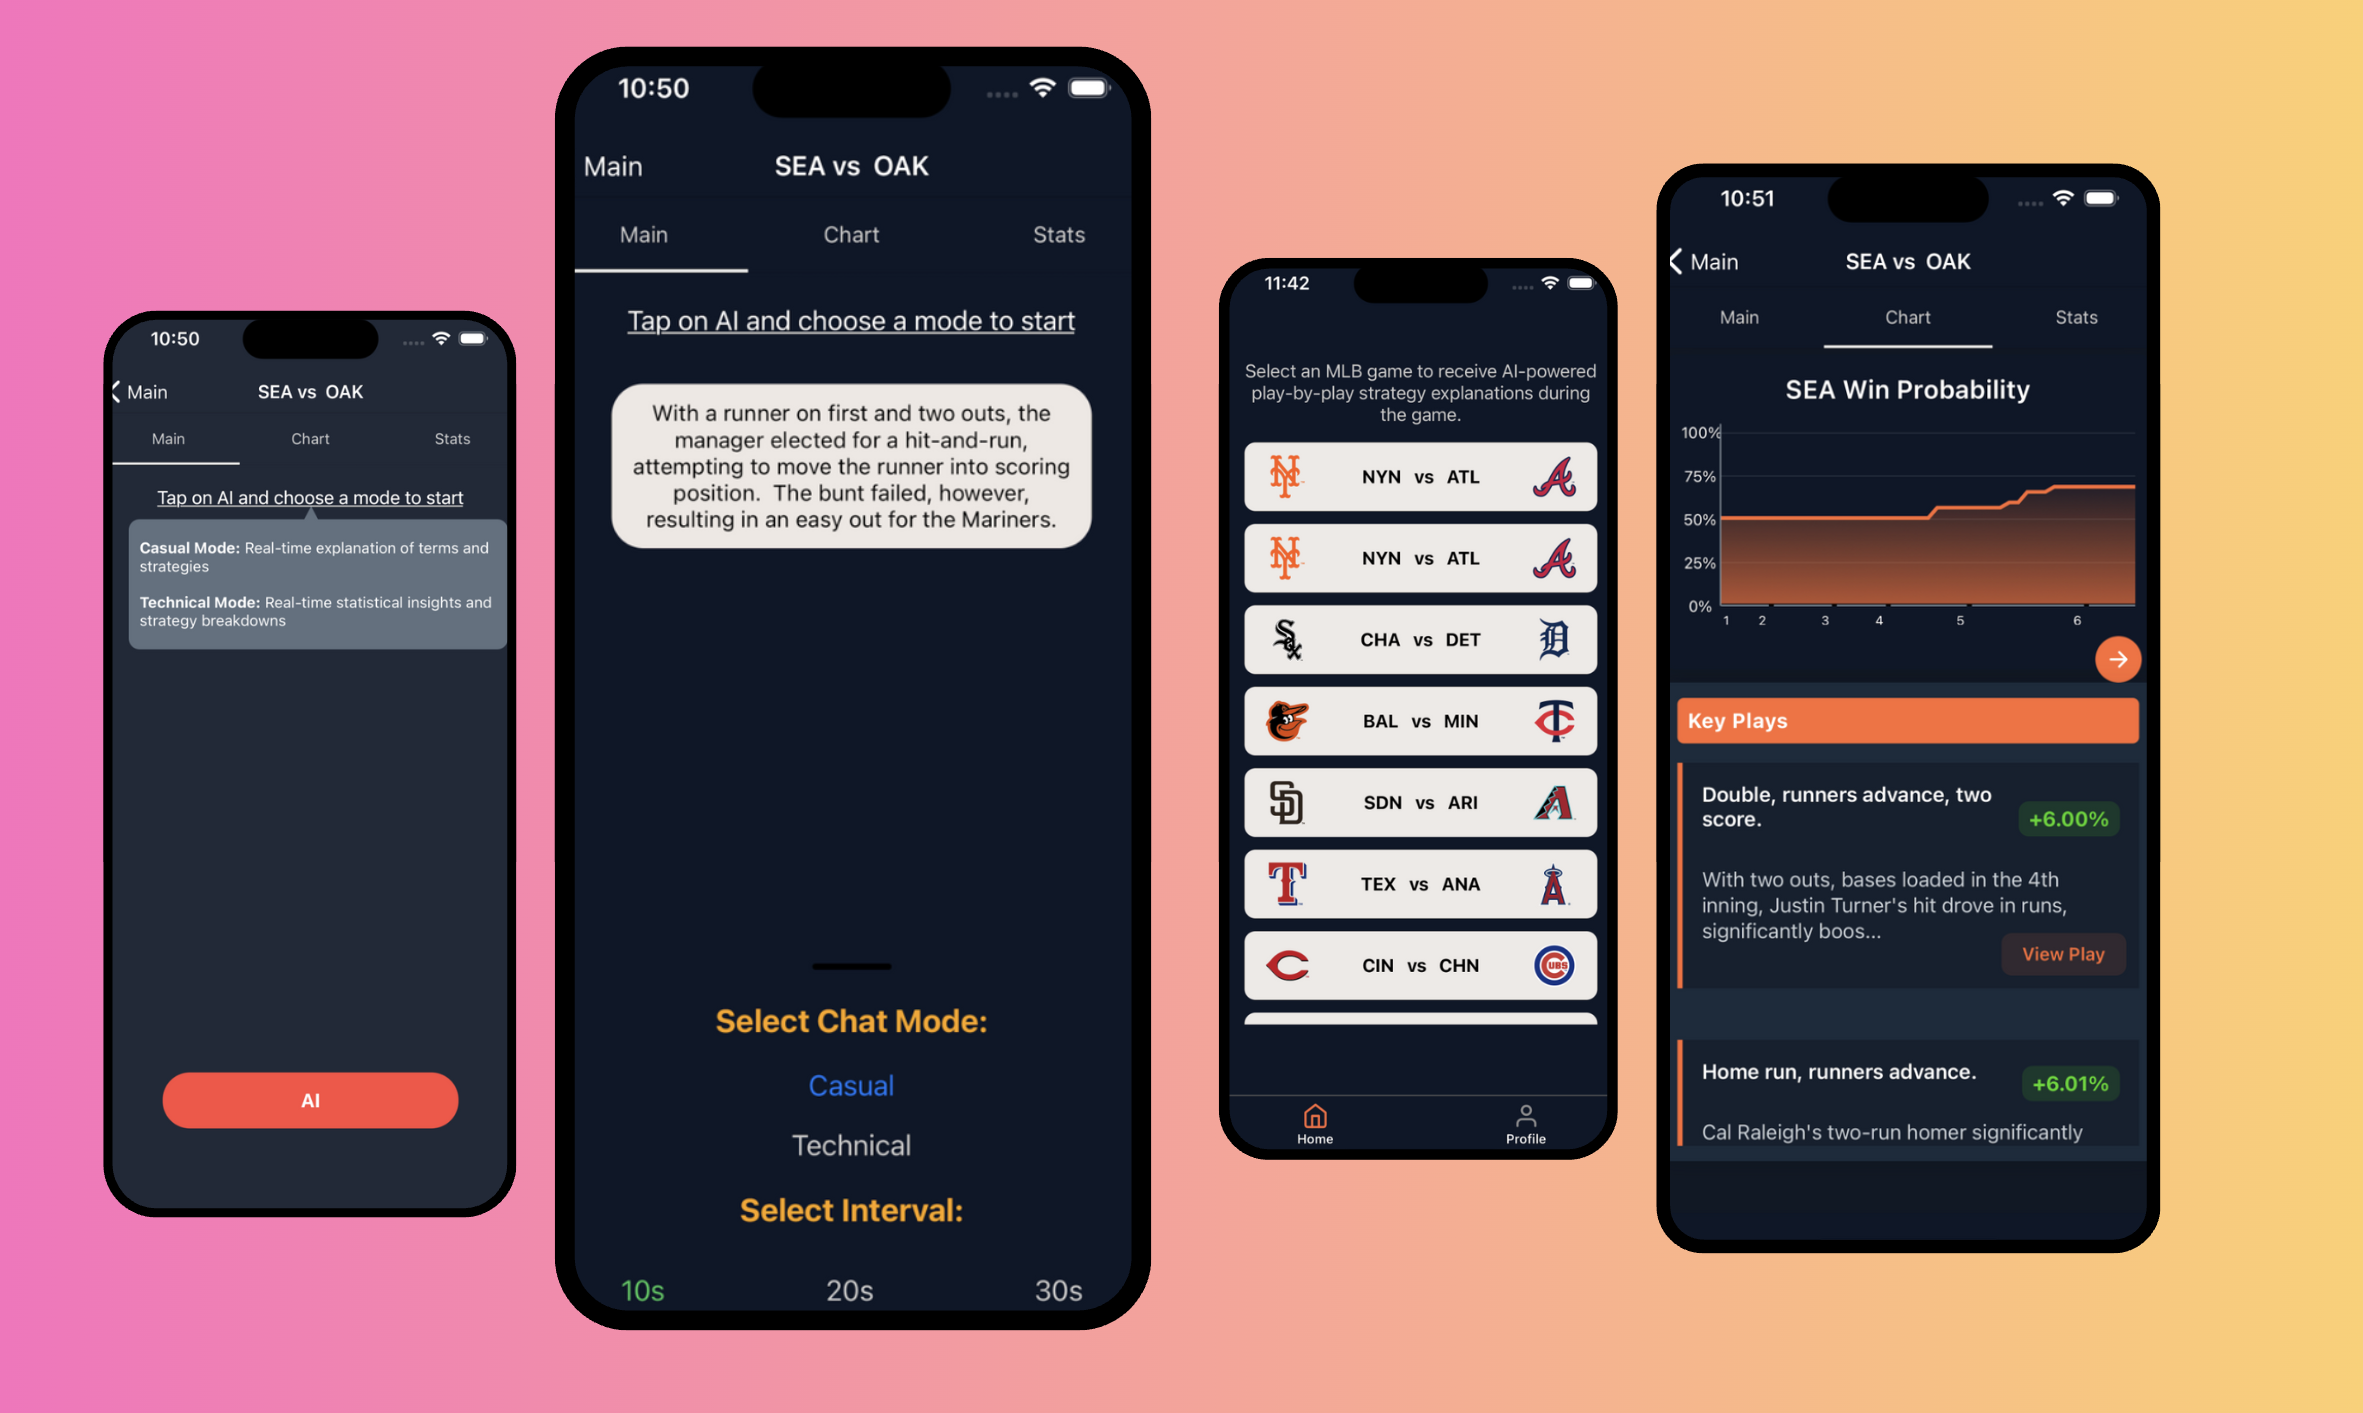 10:50
Main
SEA vs OAK
Main
Chart
Stats
Tap on AI and choose a mode to start
Casual Mode: Real-time explanation of terms and
strategies
Technical Mode: Real-time statistical insights and
strategy breakdowns
AI
10:50
Main
SEA vs OAK
Main
Chart
Stats
Tap on AI and choose a mode to start
With a runner on first and two outs, the
manager elected for a hit-and-run,
attempting to move the runner into scoring
position. The bunt failed, however,
resulting in an easy out for the Mariners.
Select Chat Mode:
Casual
Technical
Select Interval:
10s
20s
30s
11:42
Select an MLB game to receive AI-powered
play-by-play strategy explanations during
the game.
NY
NYN vs ATL
A
NY
NYN vs ATL
A
Sox
CHA vs DET
D
BAL vs MIN
TC
SD
SDN vs ARI
A
T
TEX vs ANA
A
C
CIN vs CHN
CUBS
Home
Profile
10:51
Main
SEA vs OAK
Main
Chart
Stats
SEA Win Probability
100%
75%
50%
25%
0%
1
2
3
4
5
6
Key Plays
Double, runners advance, two
score.
+6.00%
With two outs, bases loaded in the 4th
inning, Justin Turner's hit drove in runs,
significantly boos...
View Play
Home run, runners advance.
+6.01%
Cal Raleigh's two-run homer significantly